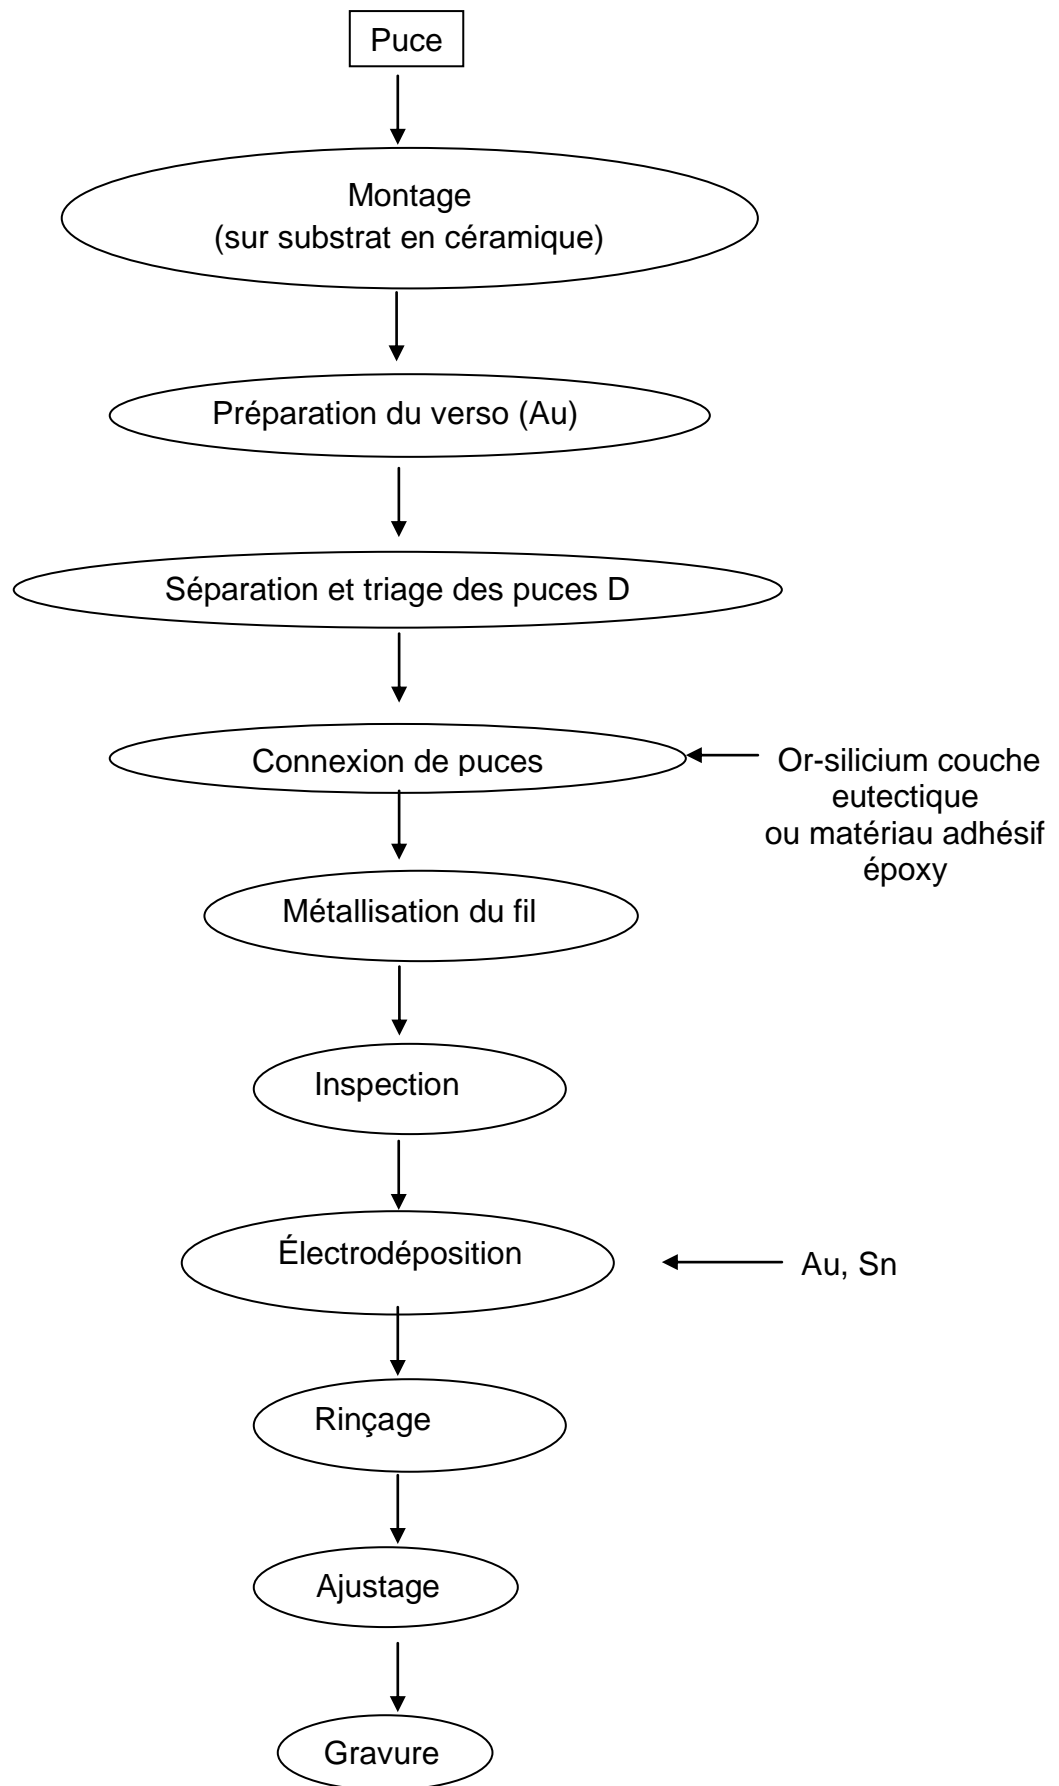 Puce
Montage
(sur substrat en céramique)
Préparation du verso (Au)
Séparation et triage des puces D
Connexion de puces
Or-silicium couche
eutectique
ou matériau adhésif
époxy
Métallisation du fil
Inspection
Électrodéposition
Au, Sn
Rinçage
Ajustage
Gravure